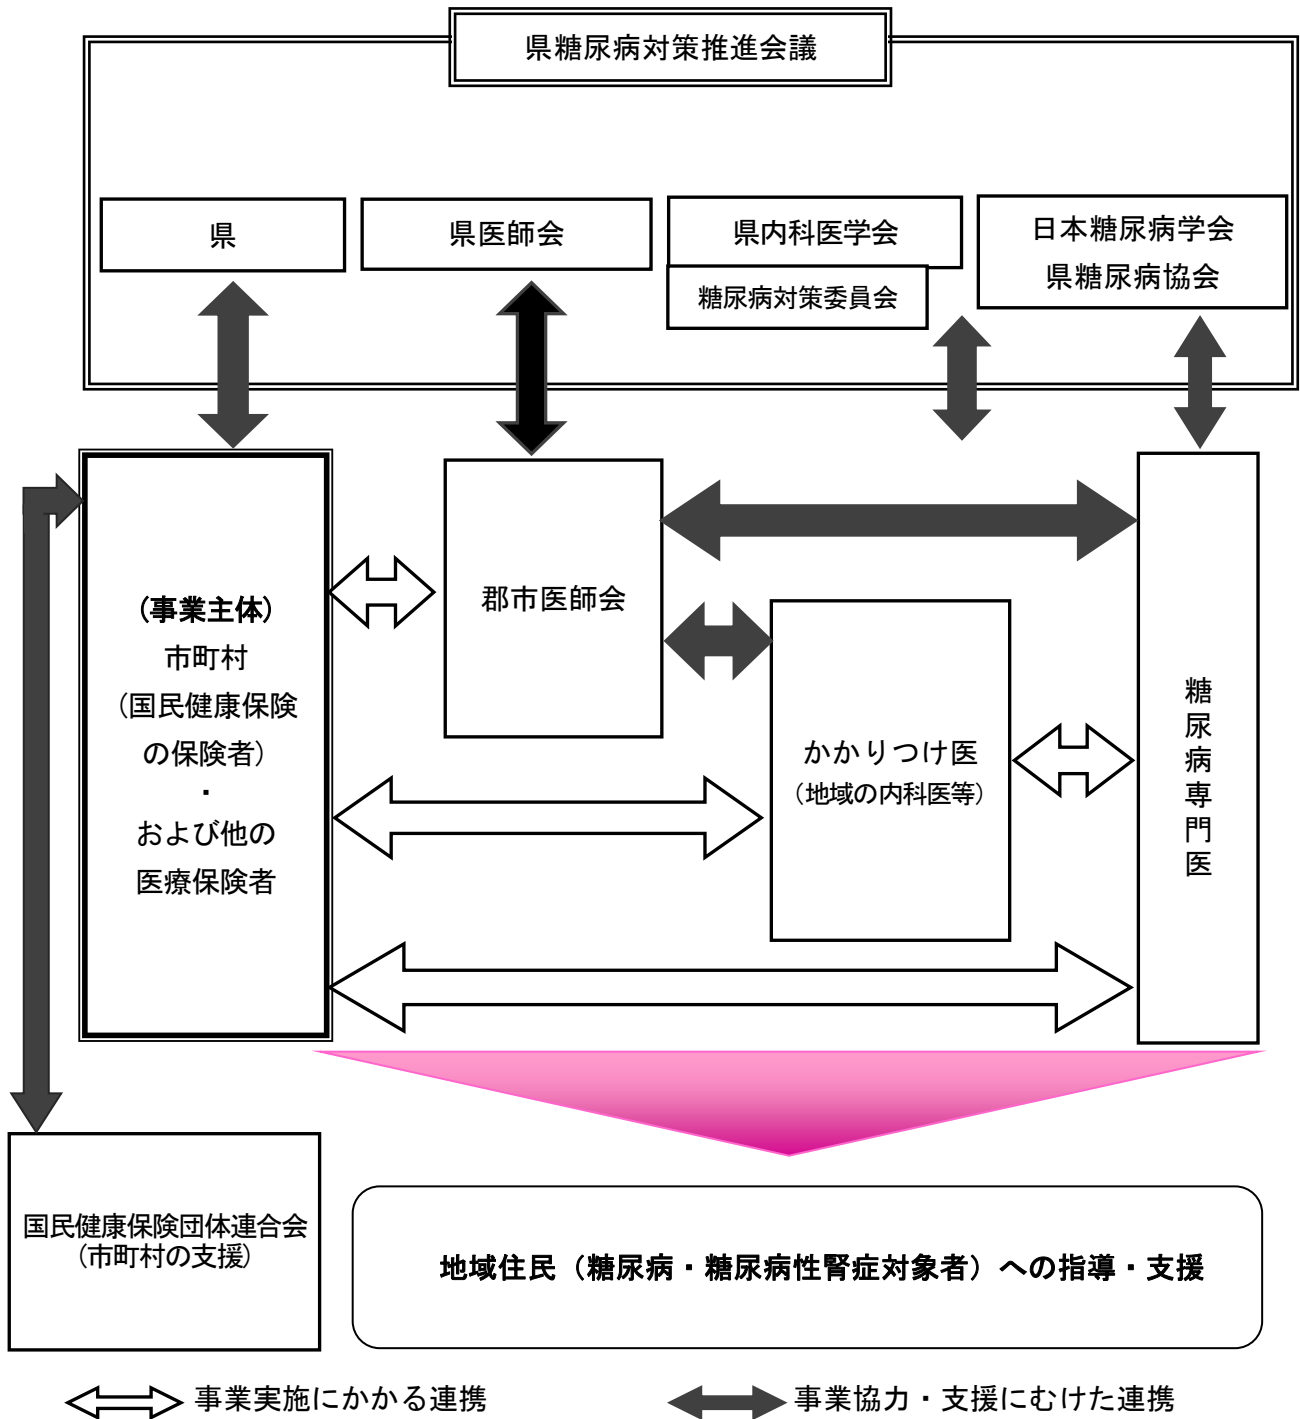 県糖尿病対策推進会議
県
県医師会
県内科医学会
糖尿病対策委員会
日本糖尿病学会
県糖尿病協会
(事業主体)
市町村
(国民健康保険
の保険者)
・
および他の
医療保険者
郡市医師会
かかりつけ医
(地域の内科医等)
糖尿病専門医
国民健康保険団体連合会
(市町村の支援)
地域住民(糖尿病・糖尿病性腎症対象者)への指導・支援
事業実施にかかる連携
事業協力・支援にむけた連携